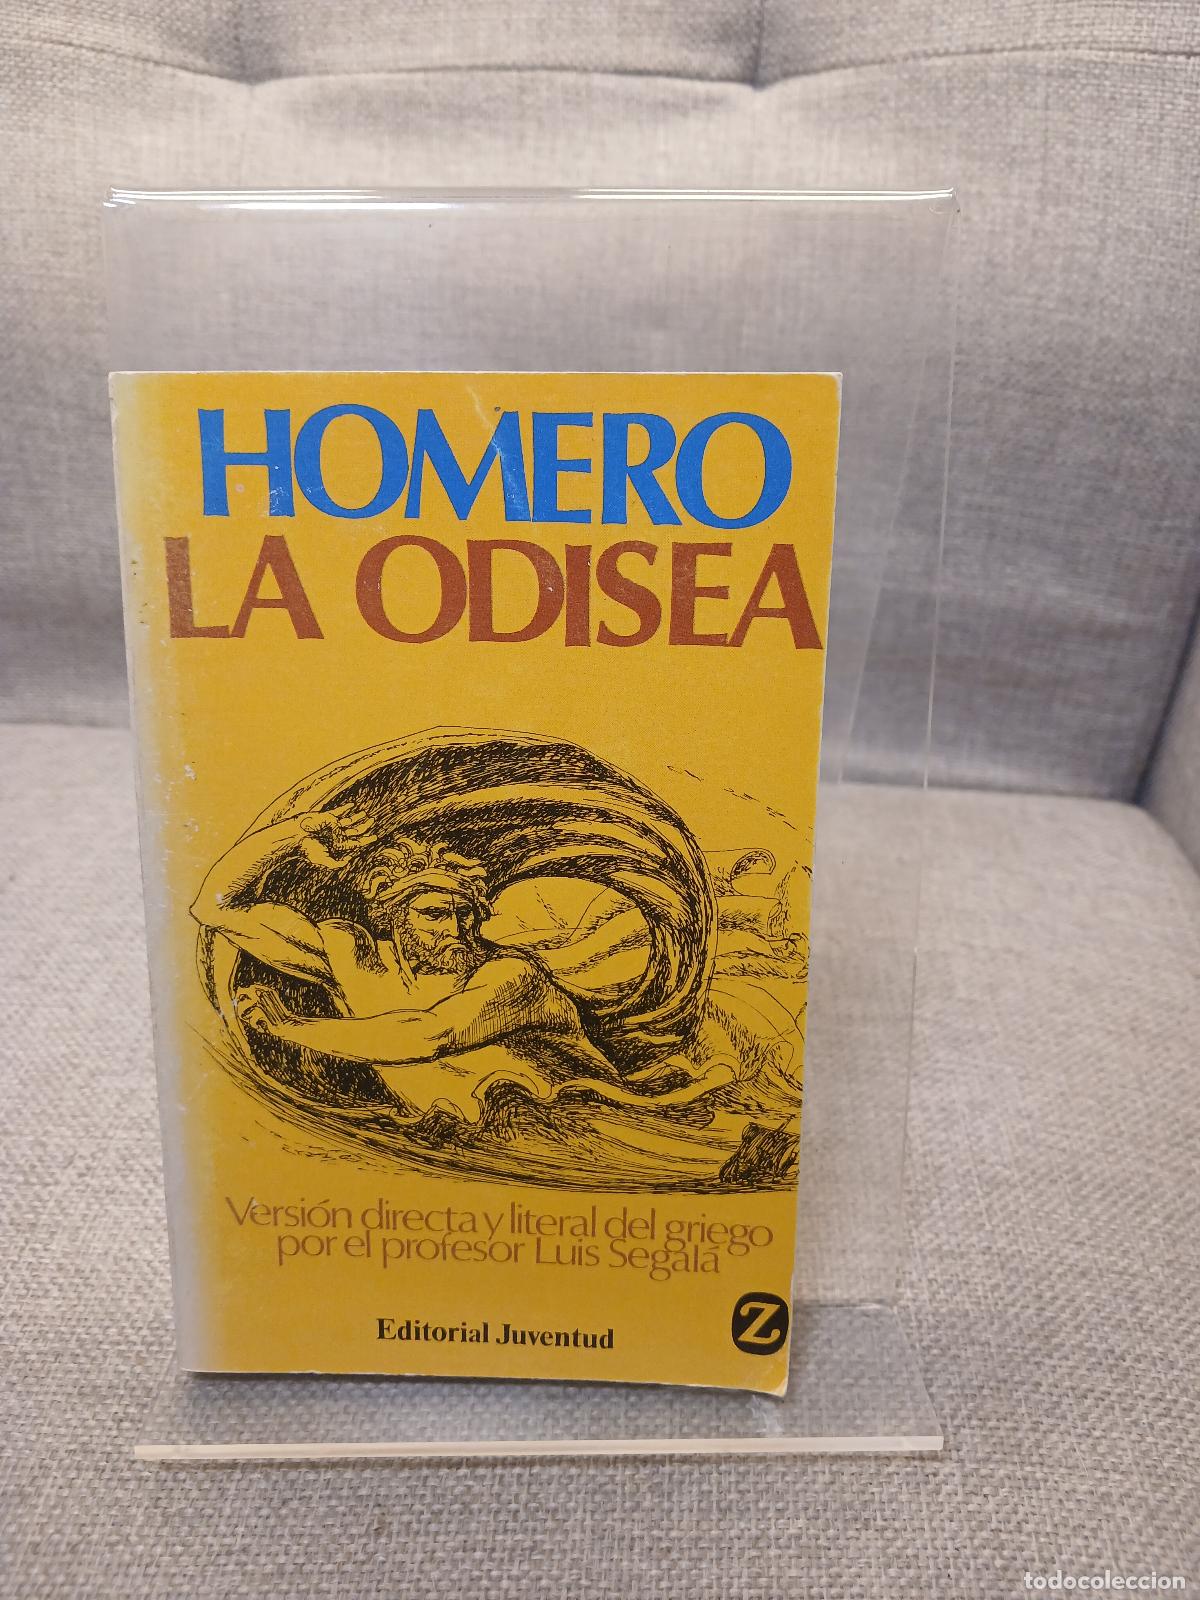 HOMERO
LA ODISEA
Versión directa y literal del griego
por el profesor Luis Segalá
Editorial Juventud
Z
todocoleccion